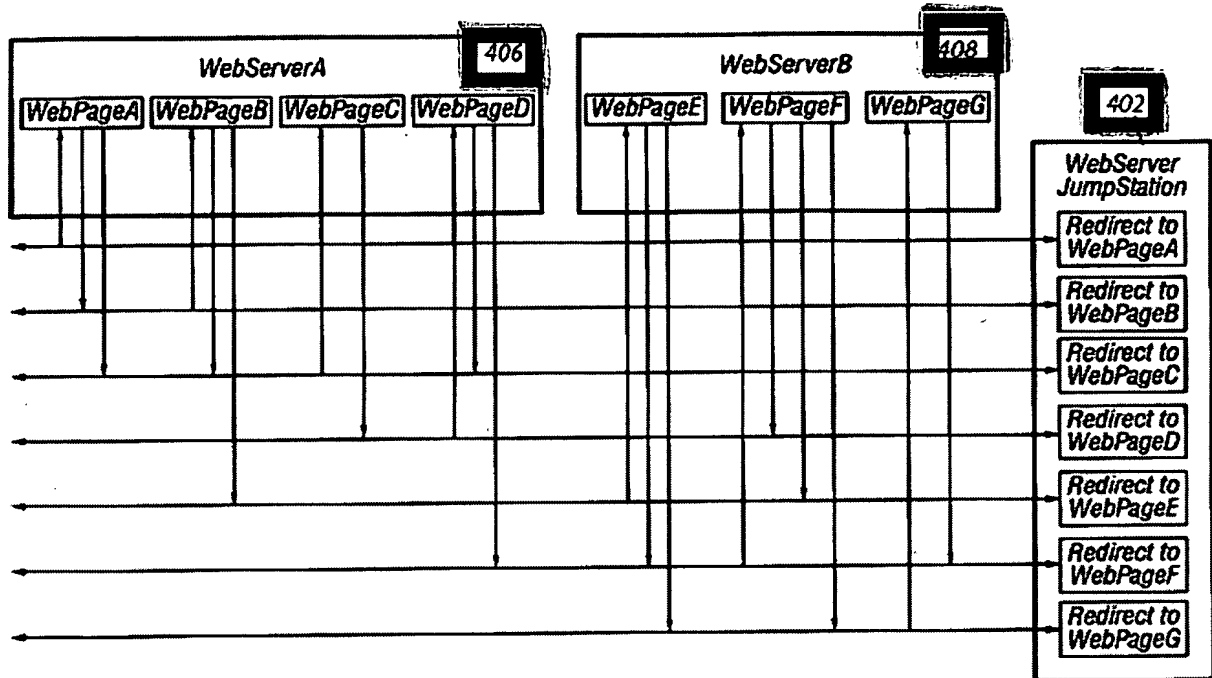 406
408
WebServerA
WebServerB
402
WebPageA WebPageB WebPageC WebPageD
WebPageE WebPageF WebPageG
WebServer
JumpStation
Redirect to
WebPageA
Redirect to
WebPageB
Redirect to
WebPageC
Redirect to
WebPageD
Redirect to
WebPageE
Redirect to
WebPageF
Redirect to
WebPageG